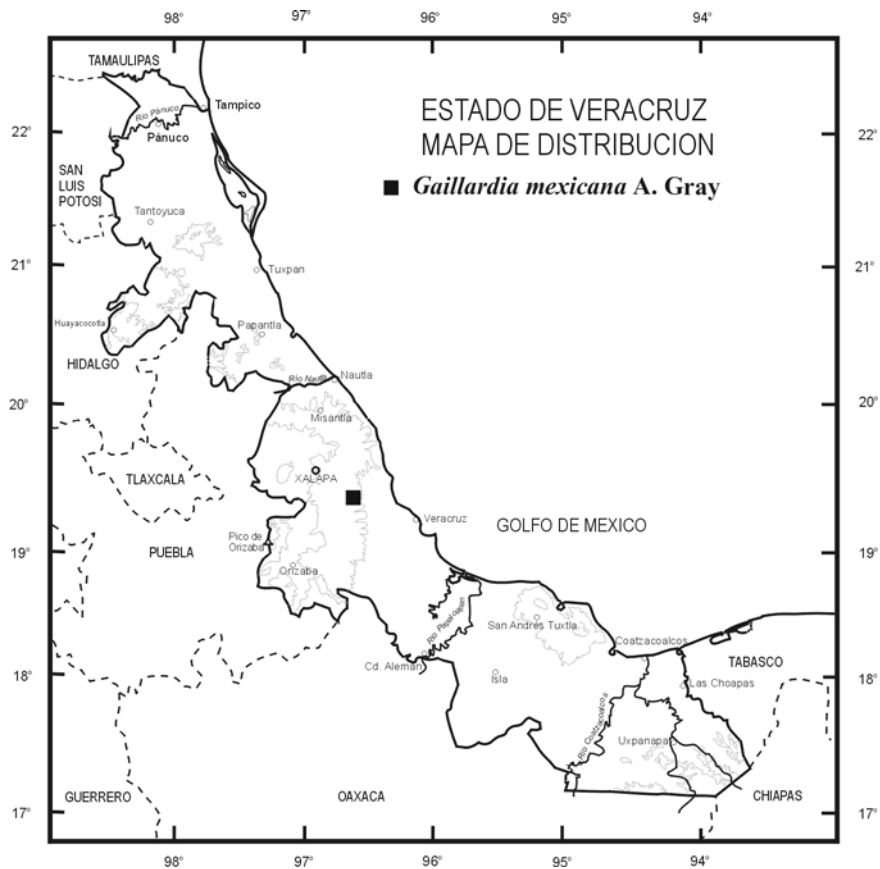 98° 97° 96° 95° 94°
TAMAULIPAS
Río Pánuco
Tampico
Pánuco
ESTADO DE VERACRUZ
MAPA DE DISTRIBUCION
Gaillardia mexicana A. Gray
22° 22°
SAN
LUIS
POTOSI
Tantoyuca
21° 21°
Tuxpan
Huayacocotla
Papantla
HIDALGO
Río Nautla
Nautla
20° 20°
Misantla
XALAPA
TLAXCALA
Veracruz
GOLFO DE MEXICO
Pico de
Orizaba
PUEBLA
19° 19°
Orizaba
Río Papaloapan
San Andrés Tuxtla
Coatzacoalcos
Cd. Alemán
TABASCO
18° 18°
Isla
Las Choapas
Río Coatzacoalcos
Uxpanapa
GUERRERO
OAXACA
CHIAPAS
17° 17°
98° 97° 96° 95° 94°